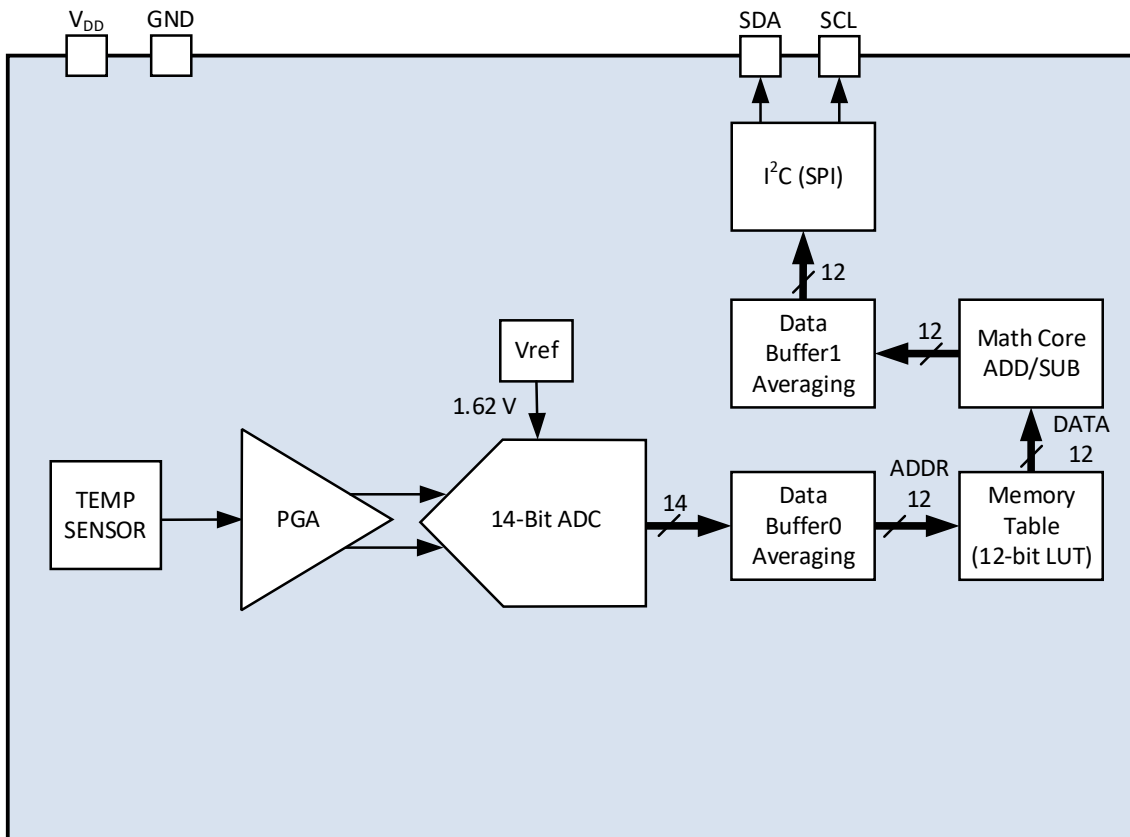 V_DD
GND
SDA
SCL
I²C (SPI)
12
Data
Buffer1
Averaging
12
Math Core
ADD/SUB
Vref
1.62 V
DATA
12
TEMP
SENSOR
PGA
14-Bit ADC
14
Data
Buffer0
Averaging
ADDR
12
Memory
Table
(12-bit LUT)